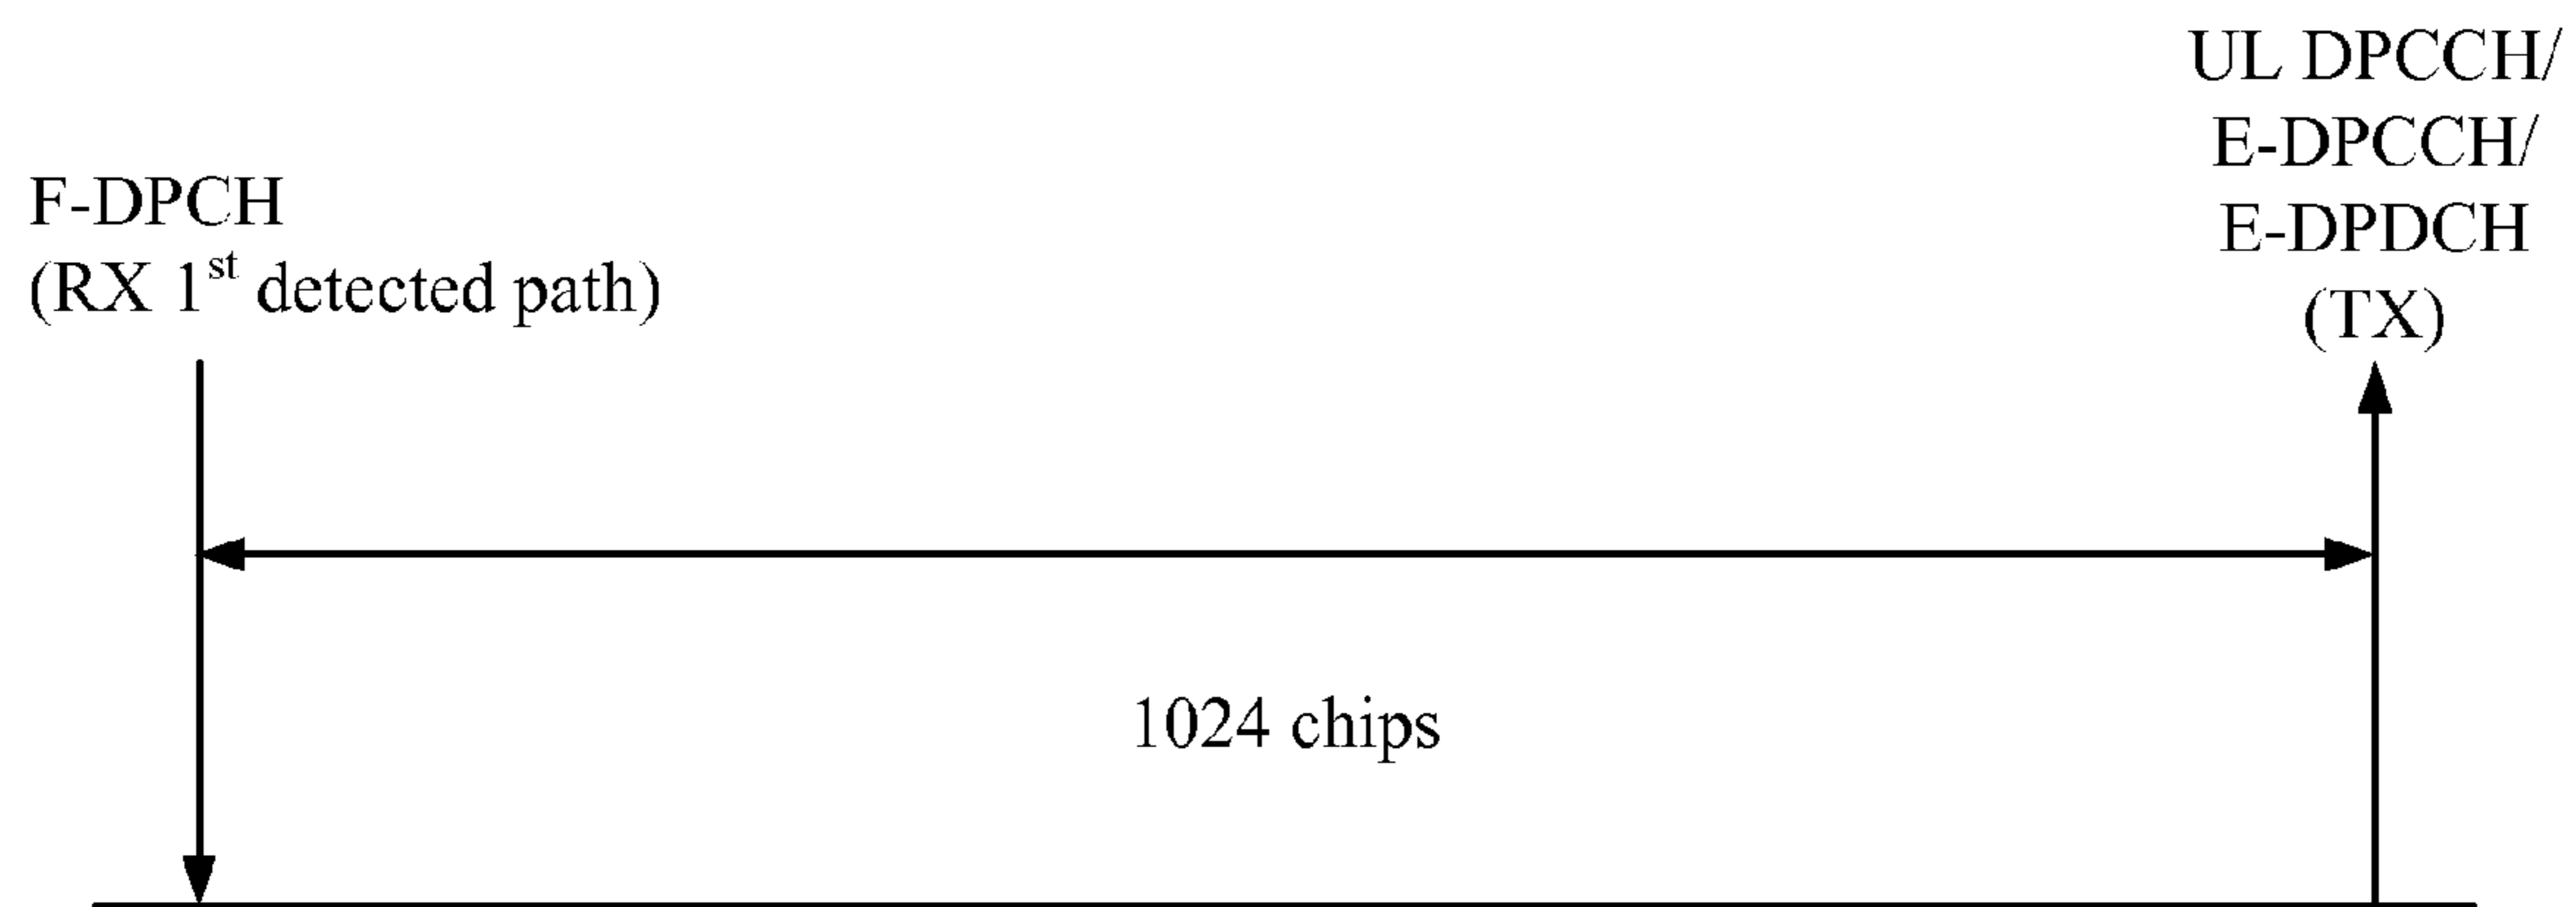 F-DPCH
(RX 1st detected path)
UL DPCCH/
E-DPCCH/
E-DPDCH
(TX)
1024 chips